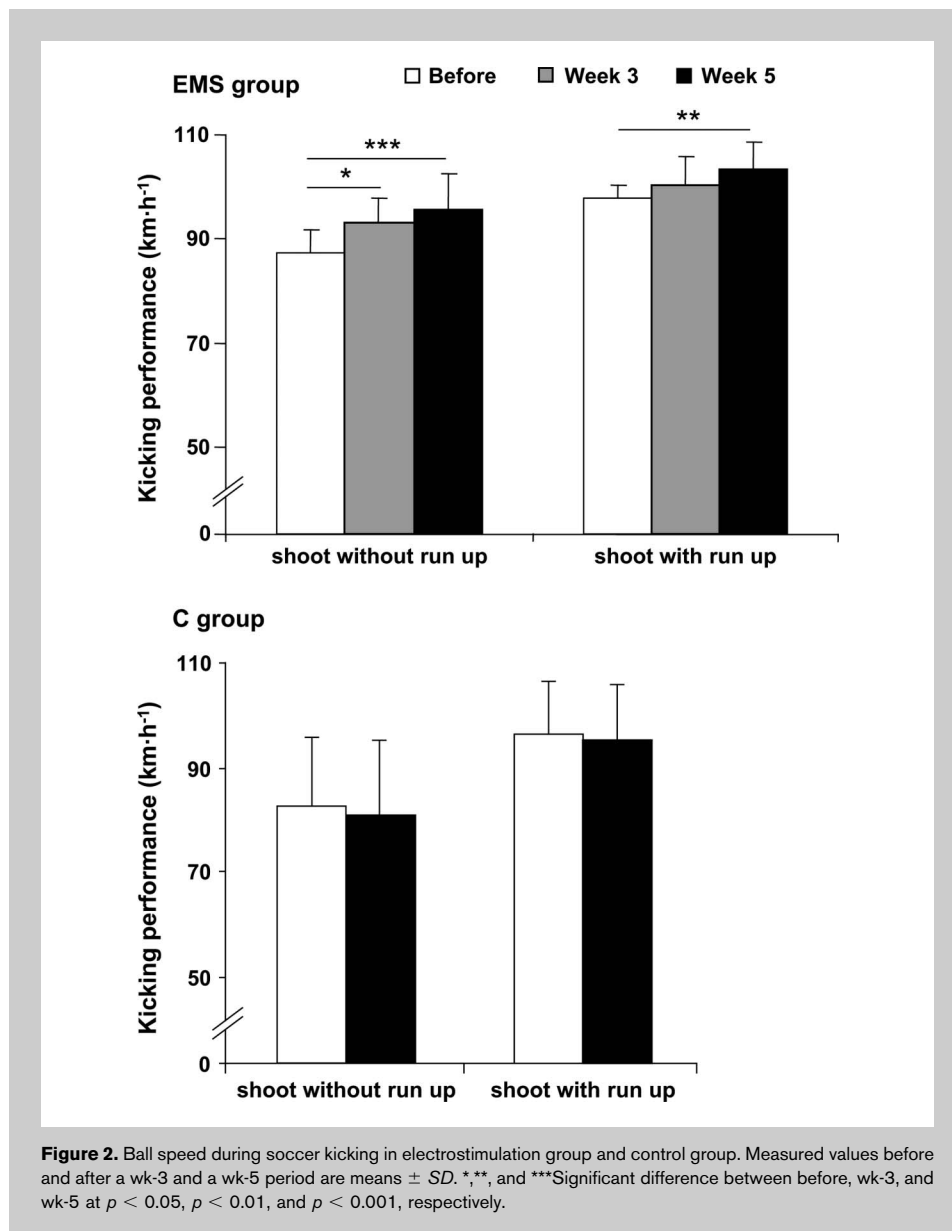 EMS group
Before Week 3 Week 5
Kicking performance (km·h-1)
110
90
70
50
0
*
***
**
shoot without run up shoot with run up
C group
Kicking performance (km·h-1)
110
90
70
50
0
shoot without run up shoot with run up
Figure 2. Ball speed during soccer kicking in electrostimulation group and control group. Measured values before
and after a wk-3 and a wk-5 period are means ± SD. *,**, and ***Significant difference between before, wk-3, and
wk-5 at p < 0.05, p < 0.01, and p < 0.001, respectively.